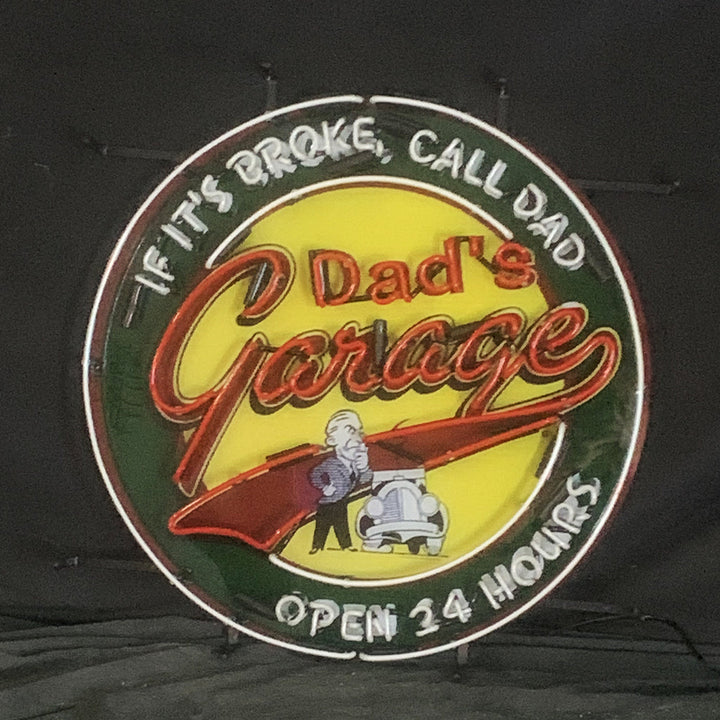 IF IT'S BROKE, CALL DAD
Dad's
Garage
OPEN 24 HOURS